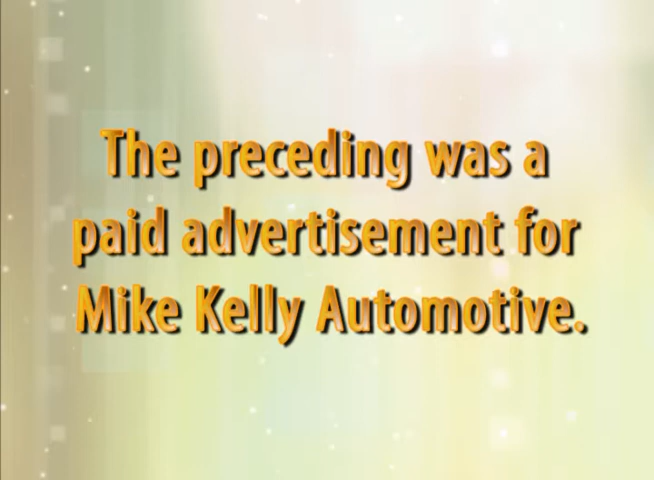 The preceding was a
paid advertisement for
Mike Kelly Automotive.